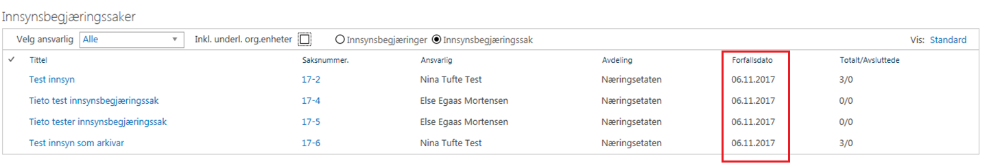 Innsynsbegjæringssaker
Velg ansvarlig Alle Inkl. underl. org.enheter Innsynsbegjæringer Innsynsbegjæringssak Vis: Standard
Tittel Saksnummer. Ansvarlig Avdeling Forfallsdato Totalt/Avsluttede
Test innsyn 17-2 Nina Tufte Test Næringsetaten 06.11.2017 3/0
Tieto test innsynsbegjæringssak 17-4 Else Egaas Mortensen Næringsetaten 06.11.2017 0/0
Tieto tester innsynsbegjæringssak 17-5 Else Egaas Mortensen Næringsetaten 06.11.2017 0/0
Test innsyn som arkivar 17-6 Nina Tufte Test Næringsetaten 06.11.2017 3/0